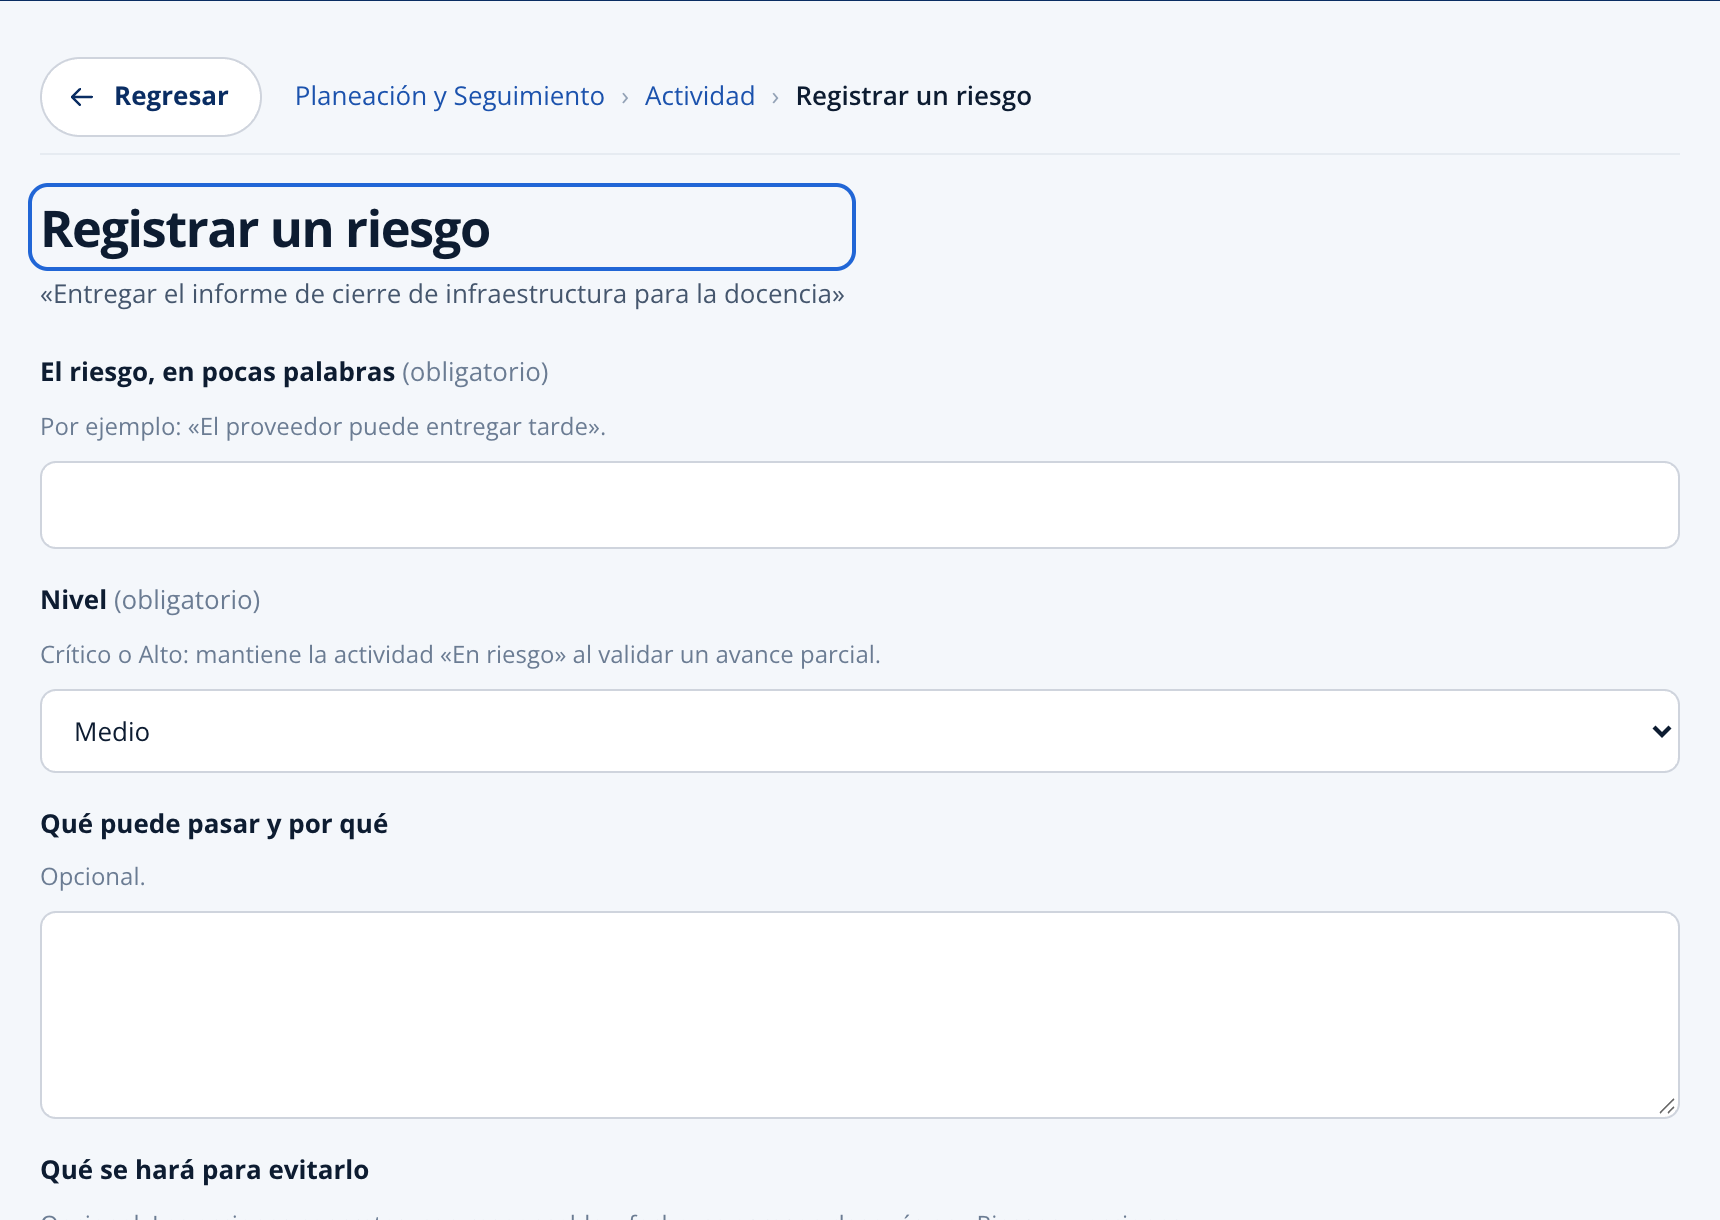 ← Regresar
Planeación y Seguimiento › Actividad › Registrar un riesgo
Registrar un riesgo
«Entregar el informe de cierre de infraestructura para la docencia»
El riesgo, en pocas palabras (obligatorio)
Por ejemplo: «El proveedor puede entregar tarde».
Nivel (obligatorio)
Crítico o Alto: mantiene la actividad «En riesgo» al validar un avance parcial.
Medio
Qué puede pasar y por qué
Opcional.
Qué se hará para evitarlo